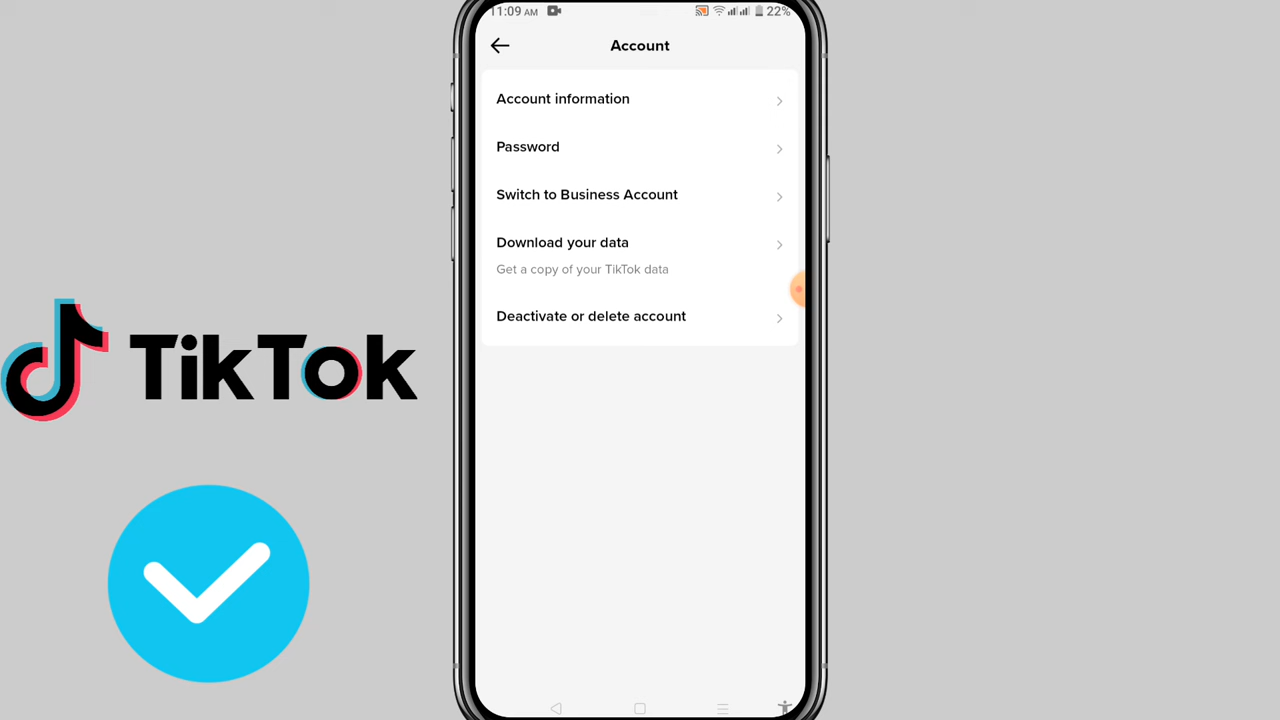 11:09 AM
22%
Account
Account information
Password
Switch to Business Account
Download your data
Get a copy of your TikTok data
Deactivate or delete account
TikTok